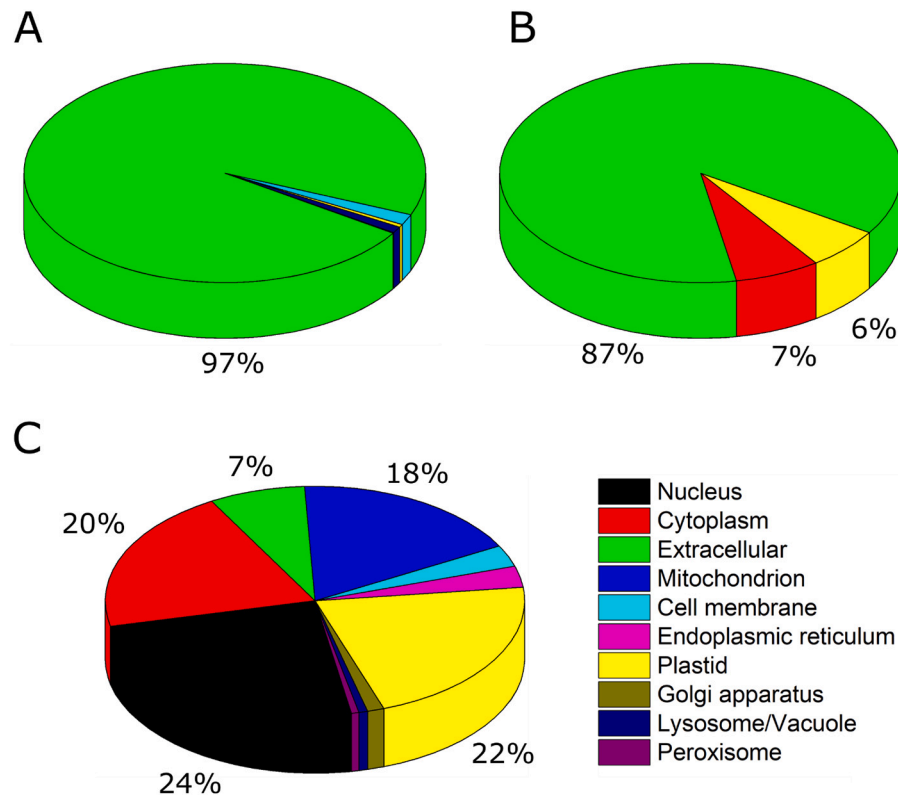 A
B
97%
87%
7%
6%
C
7%
18%
20%
22%
24%
Nucleus
Cytoplasm
Extracellular
Mitochondrion
Cell membrane
Endoplasmic reticulum
Plastid
Golgi apparatus
Lysosome/Vacuole
Peroxisome